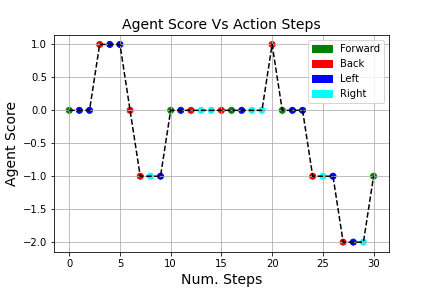 Agent Score Vs Action Steps
Agent Score
1.0
0.5
0.0
−0.5
−1.0
−1.5
−2.0
Forward
Back
Left
Right
0 5 10 15 20 25 30
Num. Steps